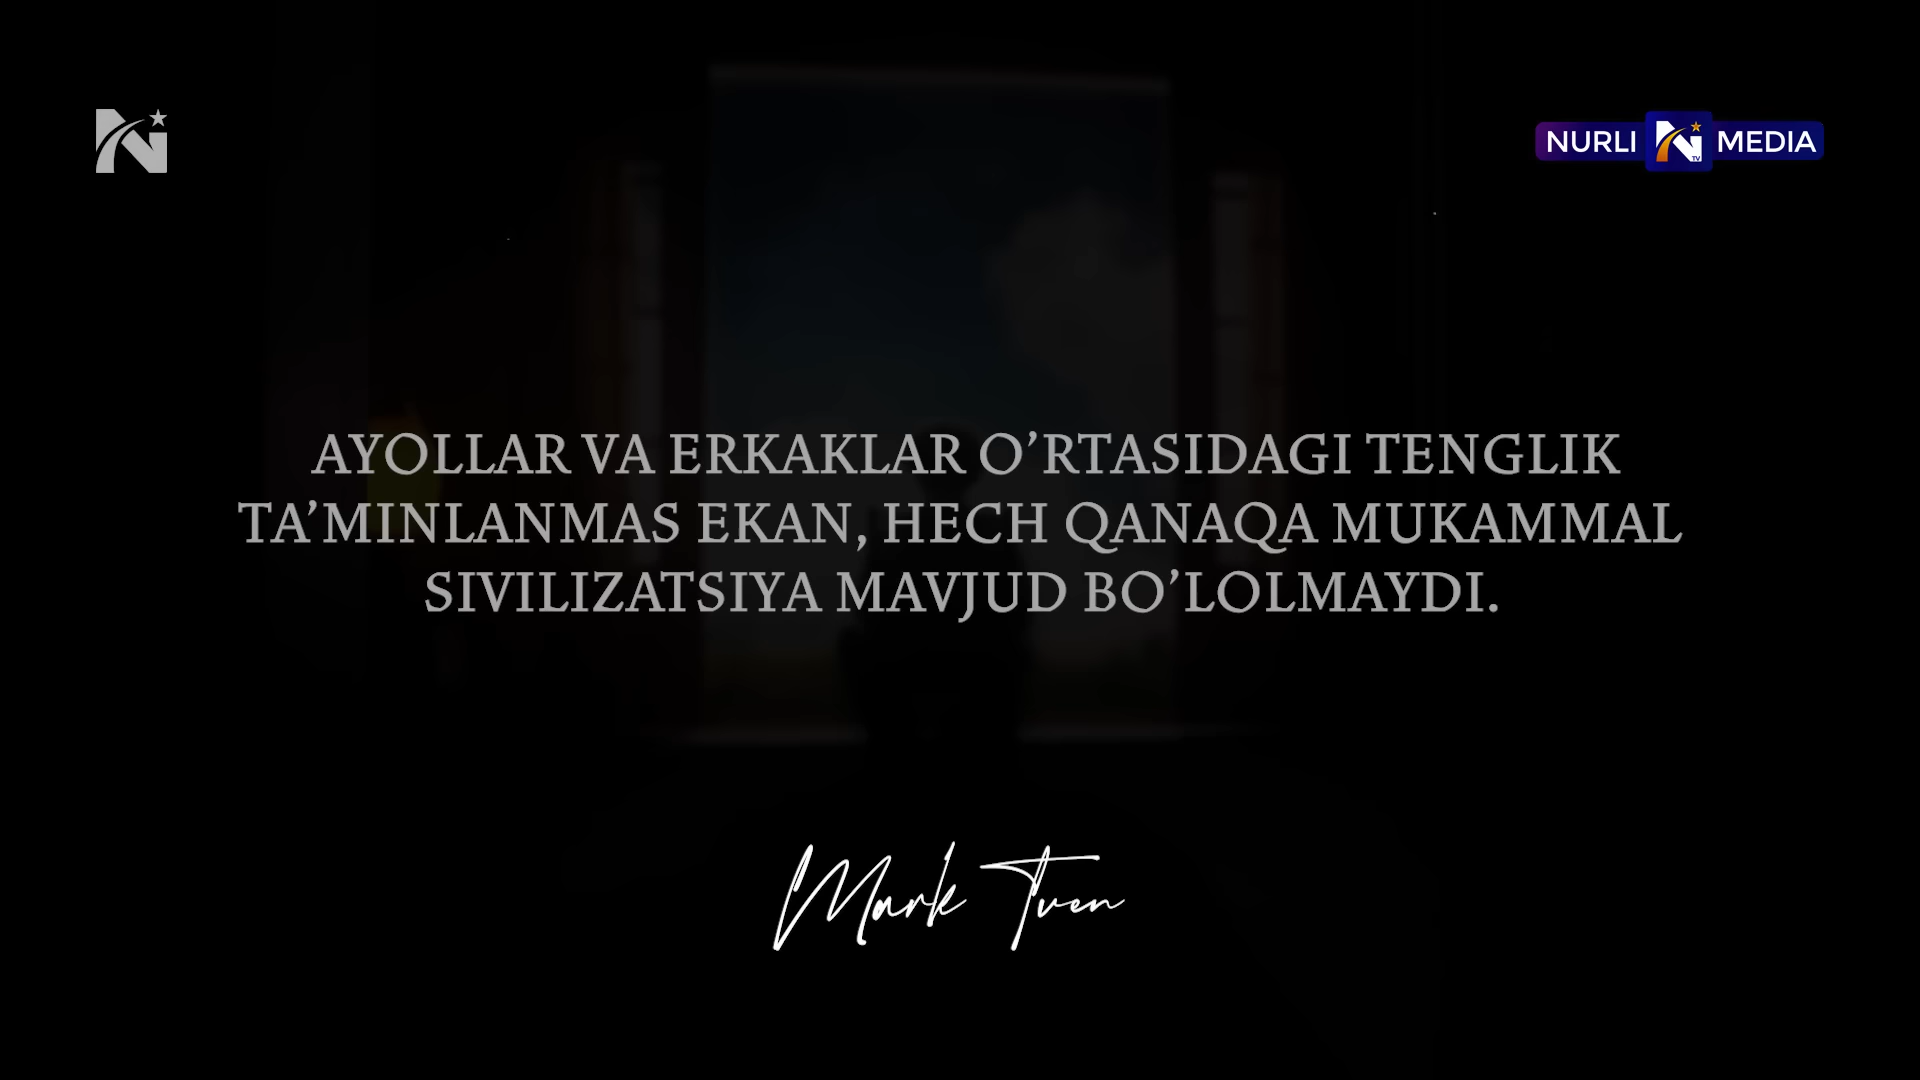 NURLI N TV MEDIA
AYOLLAR VA ERKAKLAR O’RTASIDAGI TENGLIK
TA’MINLANMAS EKAN, HECH QANAQA MUKAMMAL
SIVILIZATSIYA MAVJUD BO’LOLMAYDI.
Mark Tven